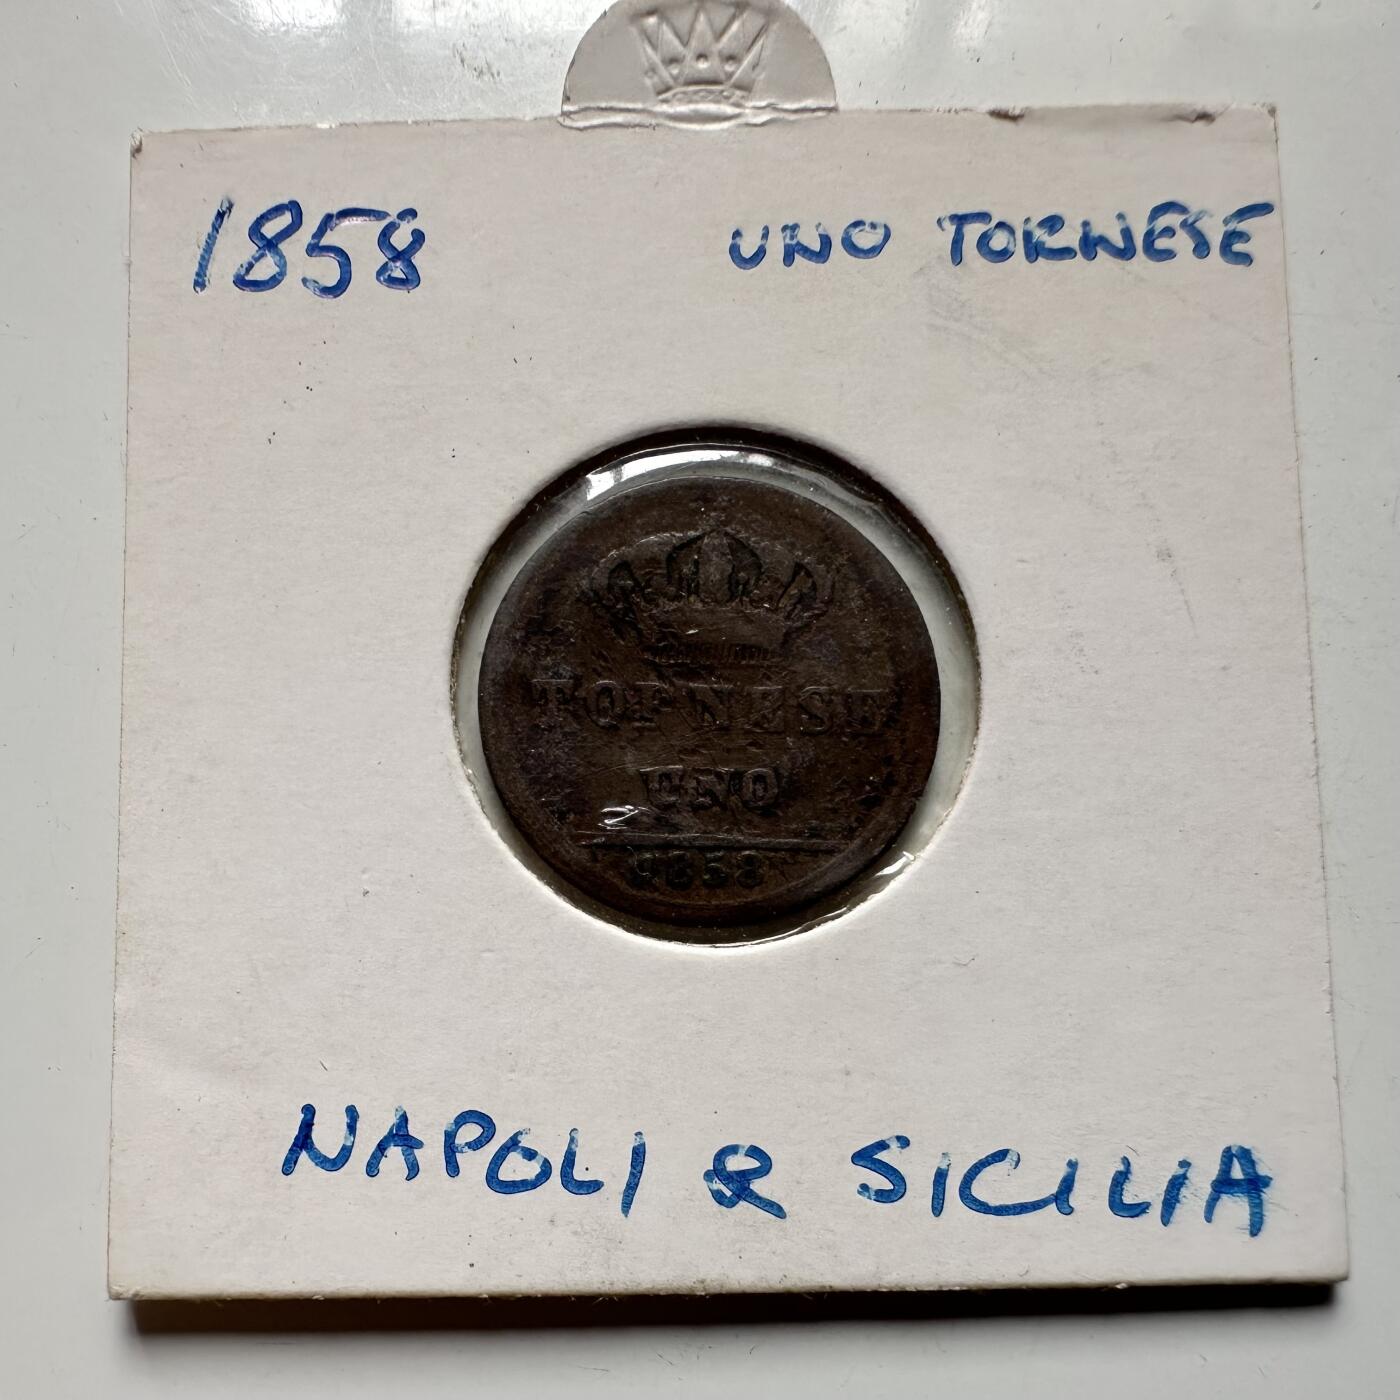 1858 UNO TORNESE
TORNESE
UNO
1858
NAPOLI & SICILIA